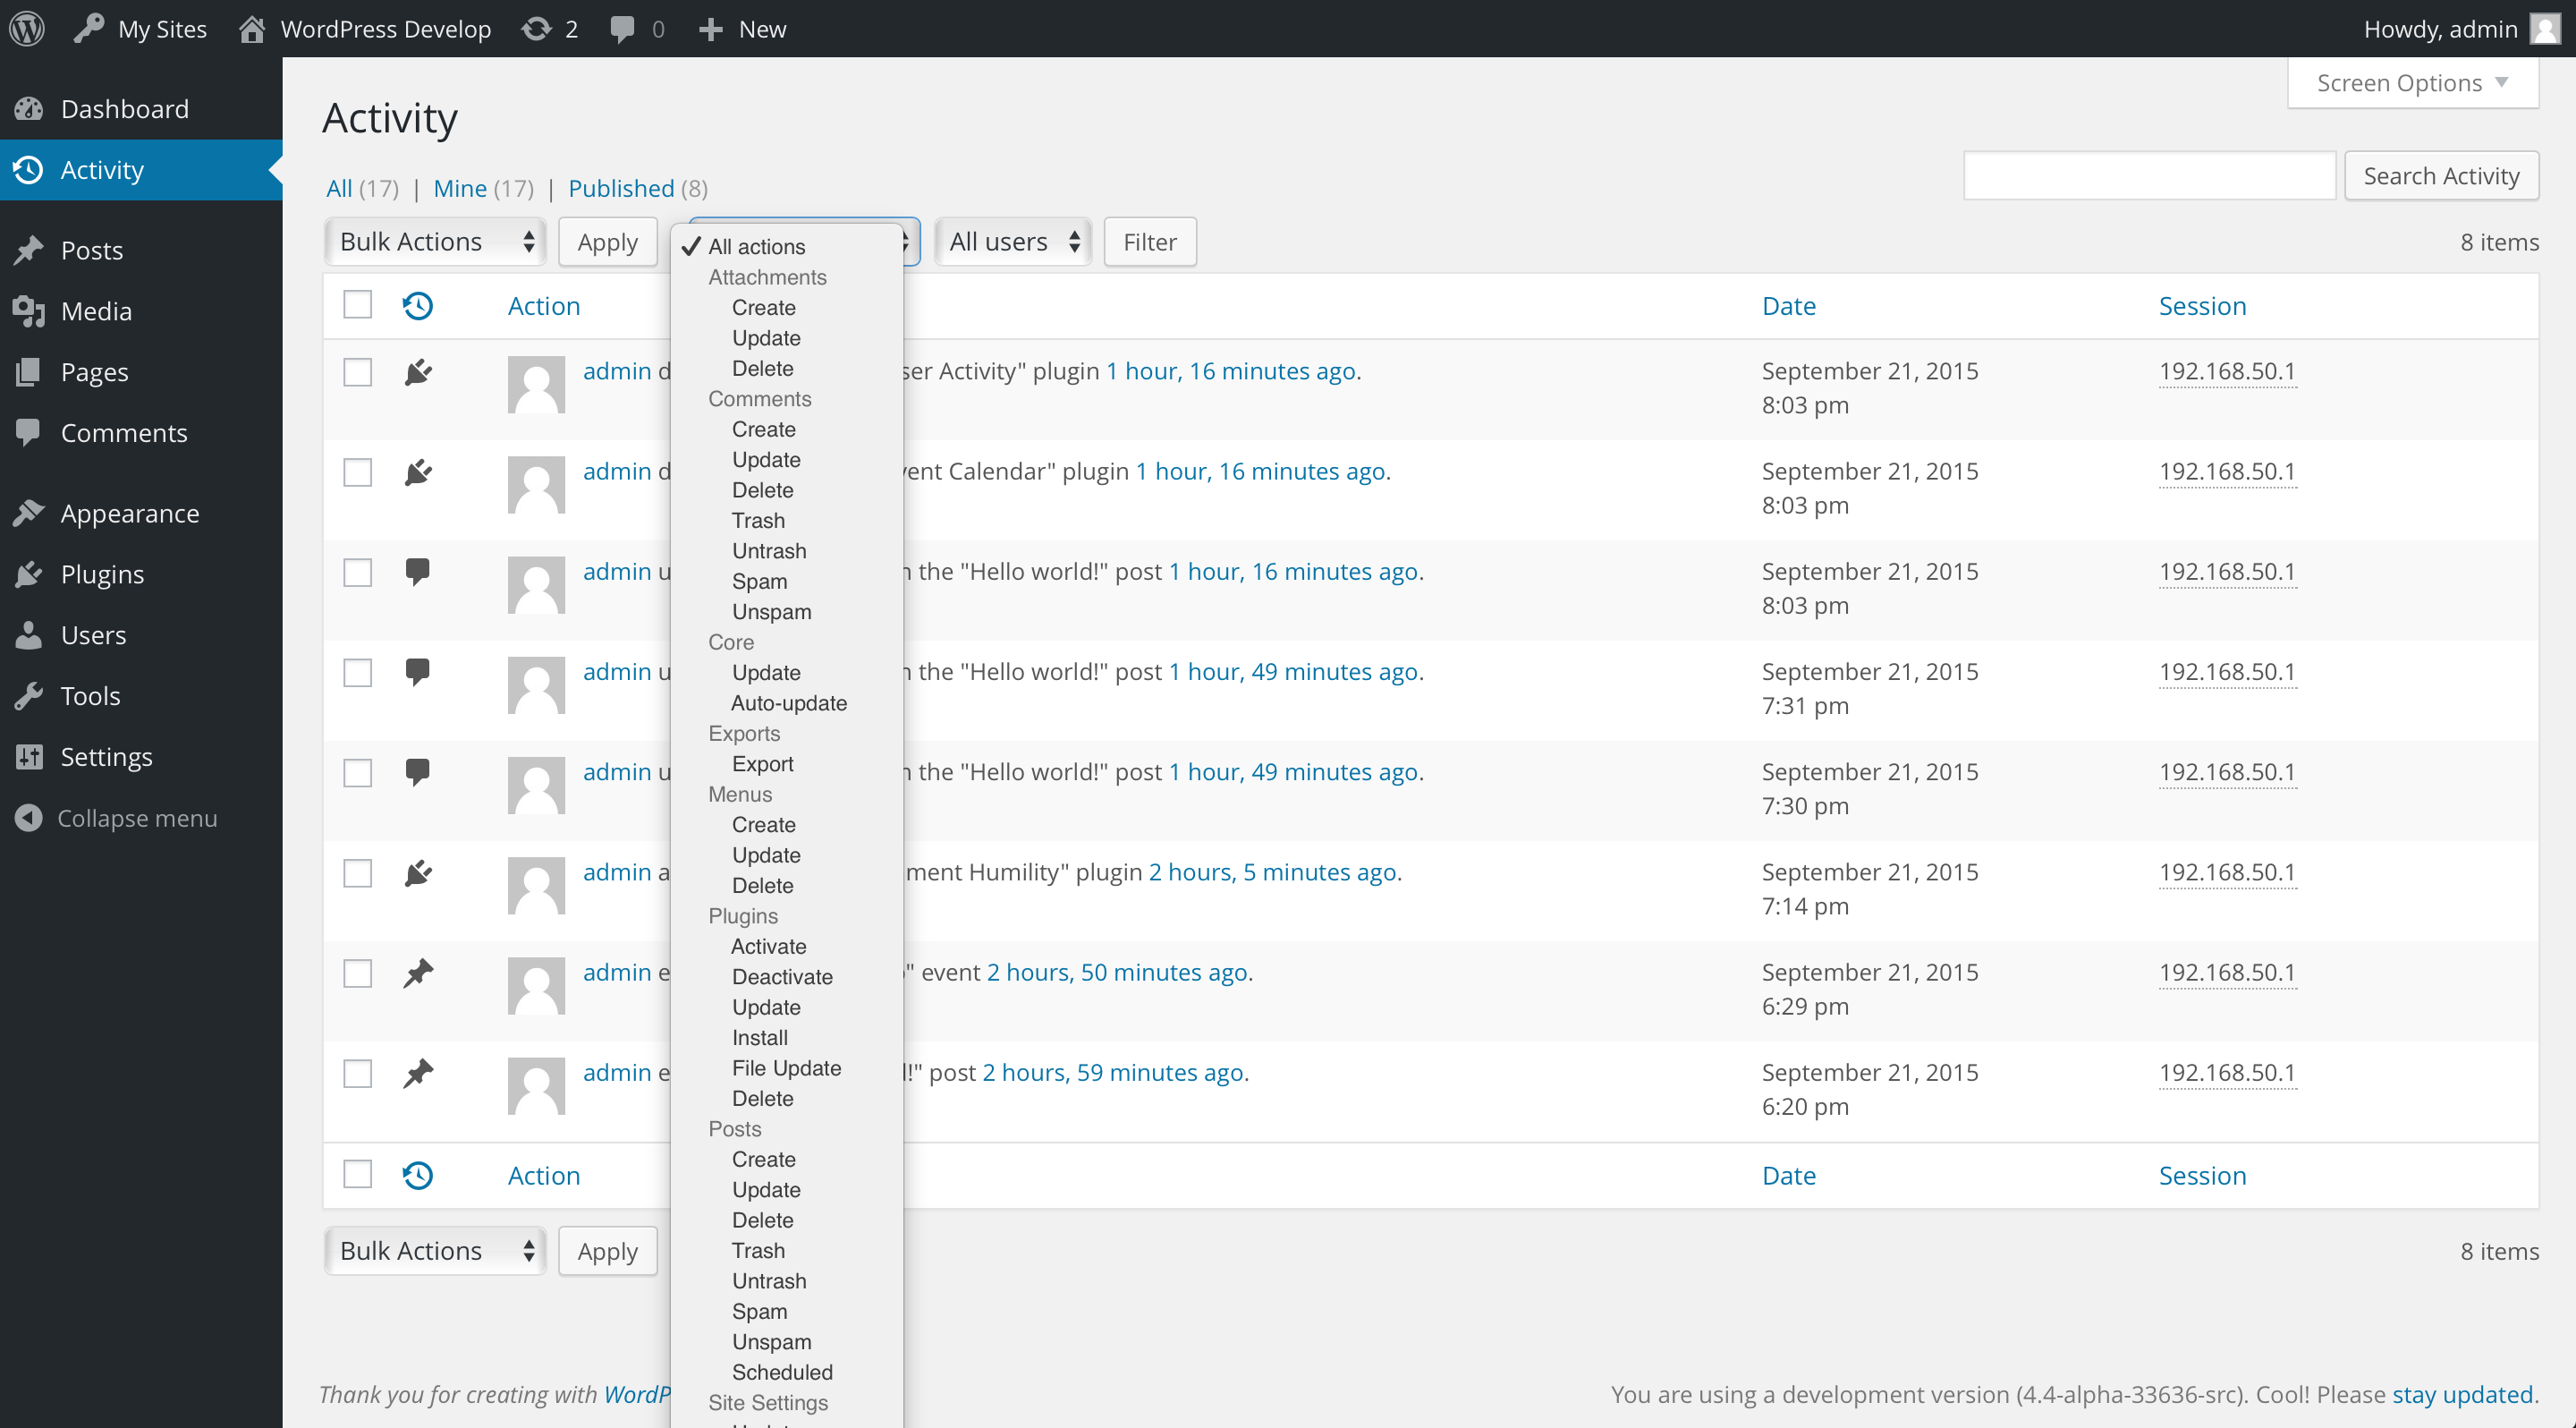 My Sites WordPress Develop 2 0 New Howdy, admin
Screen Options
Dashboard
Activity
Posts
Media
Pages
Comments
Appearance
Plugins
Users
Tools
Settings
Collapse menu
Activity
All (17) | Mine (17) | Published (8)
Search Activity
Bulk Actions Apply All users Filter 8 items
All actions
Attachments
Create
Update
Delete
Comments
Create
Update
Delete
Trash
Untrash
Spam
Unspam
Core
Update
Auto-update
Exports
Export
Menus
Create
Update
Delete
Plugins
Activate
Deactivate
Update
Install
File Update
Delete
Posts
Create
Update
Delete
Trash
Untrash
Spam
Unspam
Scheduled
Site Settings
Action Date Session
admin d ser Activity" plugin 1 hour, 16 minutes ago. September 21, 2015 192.168.50.1
8:03 pm
admin d vent Calendar" plugin 1 hour, 16 minutes ago. September 21, 2015 192.168.50.1
8:03 pm
admin u n the "Hello world!" post 1 hour, 16 minutes ago. September 21, 2015 192.168.50.1
8:03 pm
admin u n the "Hello world!" post 1 hour, 49 minutes ago. September 21, 2015 192.168.50.1
7:31 pm
admin u n the "Hello world!" post 1 hour, 49 minutes ago. September 21, 2015 192.168.50.1
7:30 pm
admin a ment Humility" plugin 2 hours, 5 minutes ago. September 21, 2015 192.168.50.1
7:14 pm
admin e " event 2 hours, 50 minutes ago. September 21, 2015 192.168.50.1
6:29 pm
admin e !" post 2 hours, 59 minutes ago. September 21, 2015 192.168.50.1
6:20 pm
Action Date Session
Bulk Actions Apply 8 items
Thank you for creating with WordP You are using a development version (4.4-alpha-33636-src). Cool! Please stay updated.